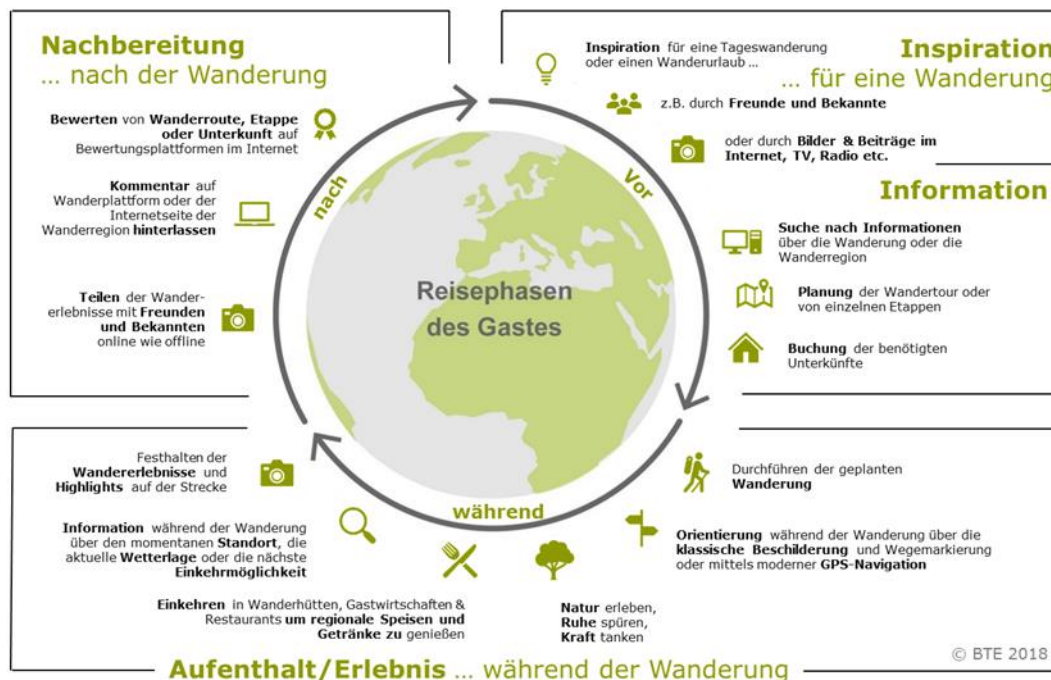 Nachbereitung
... nach der Wanderung
Bewerten von Wanderroute, Etappe
oder Unterkunft auf
Bewertungsplattformen im Internet
Kommentar auf
Wanderplattform oder der
Internetseite der
Wanderregion hinterlassen
Teilen der Wander-
erlebnisse mit Freunden
und Bekannten
online wie offline
Inspiration
... für eine Wanderung
Inspiration für eine Tageswanderung
oder einen Wanderurlaub ...
z.B. durch Freunde und Bekannte
oder durch Bilder & Beiträge im
Internet, TV, Radio etc.
Information
Suche nach Informationen
über die Wanderung oder die
Wanderregion
Planung der Wandertour oder
von einzelnen Etappen
Buchung der benötigten
Unterkünfte
nach
Vor
während
Reisephasen
des Gastes
Durchführen der geplanten
Wanderung
Orientierung während der Wanderung über die
klassische Beschilderung und Wegemarkierung
oder mittels moderner GPS-Navigation
Natur erleben,
Ruhe spüren,
Kraft tanken
Einkehren in Wanderhütten, Gastwirtschaften &
Restaurants um regionale Speisen und
Getränke zu genießen
Information während der Wanderung
über den momentanen Standort, die
aktuelle Wetterlage oder die nächste
Einkehrmöglichkeit
Festhalten der
Wandererlebnisse und
Highlights auf der Strecke
Aufenthalt/Erlebnis ... während der Wanderung
© BTE 2018